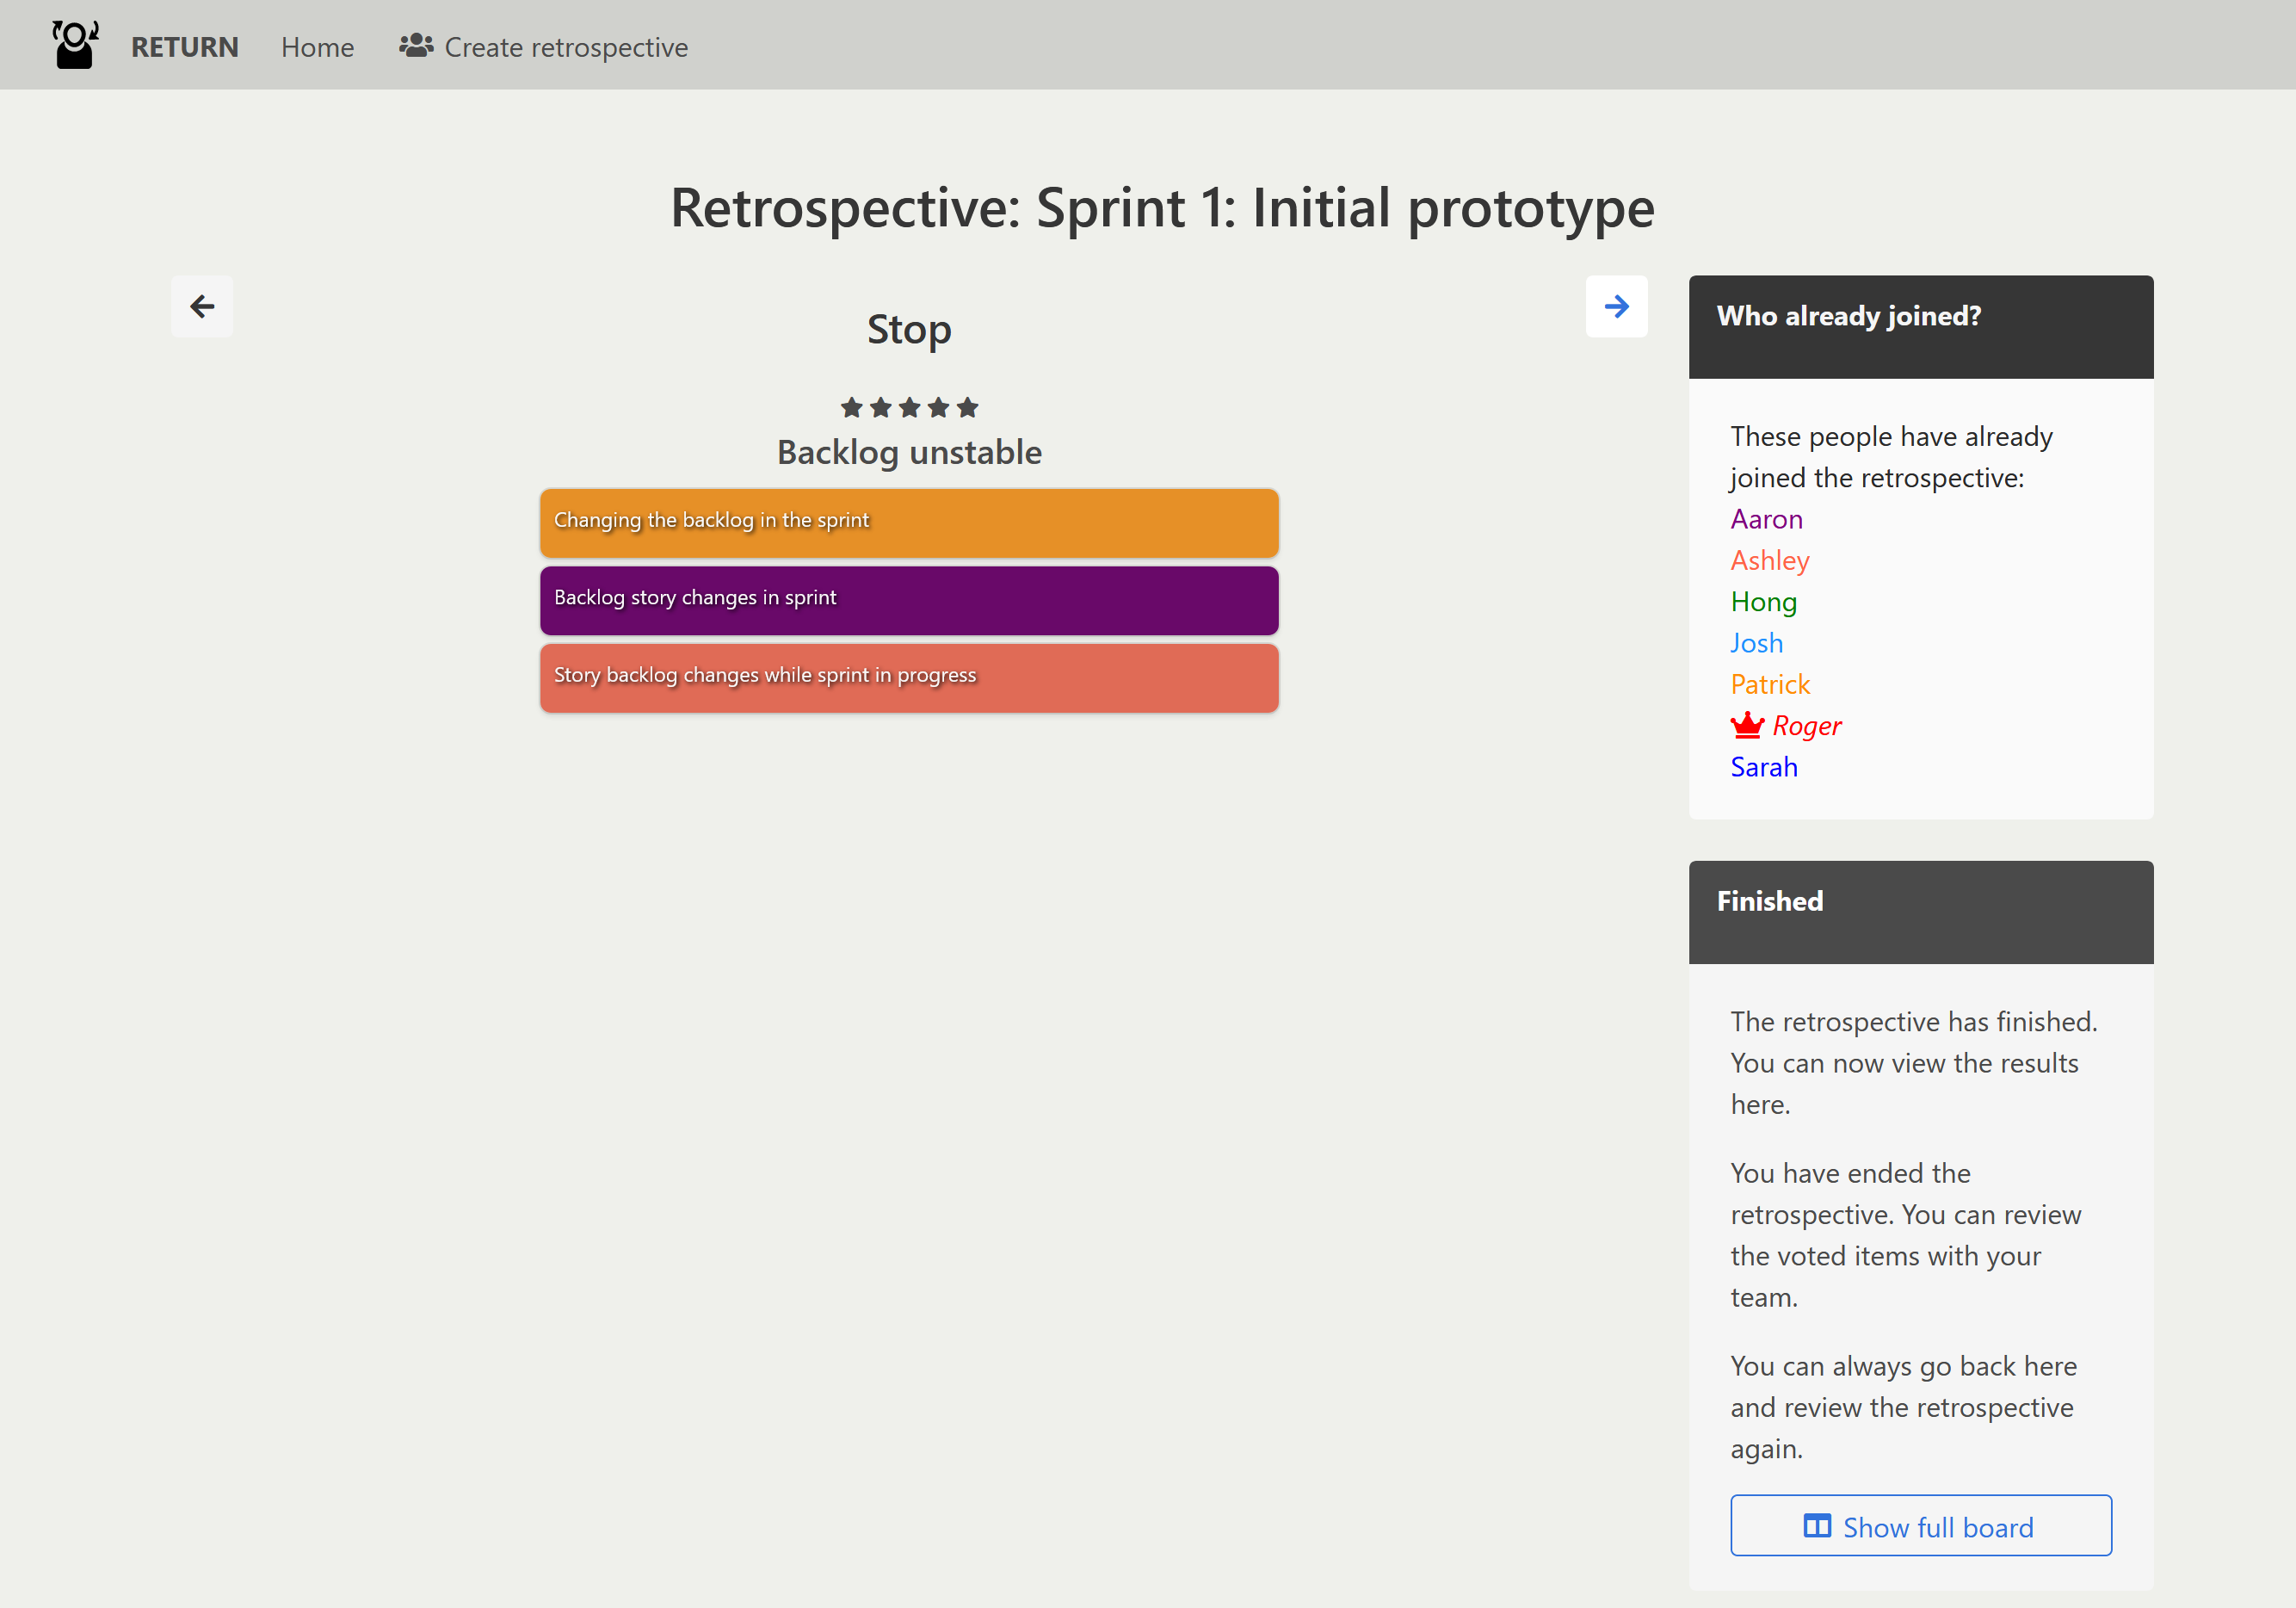 RETURN Home Create retrospective
Retrospective: Sprint 1: Initial prototype
Stop
Backlog unstable
Changing the backlog in the sprint
Backlog story changes in sprint
Story backlog changes while sprint in progress
Who already joined?
These people have already
joined the retrospective:
Aaron
Ashley
Hong
Josh
Patrick
Roger
Sarah
Finished
The retrospective has finished.
You can now view the results
here.
You have ended the
retrospective. You can review
the voted items with your
team.
You can always go back here
and review the retrospective
again.
Show full board